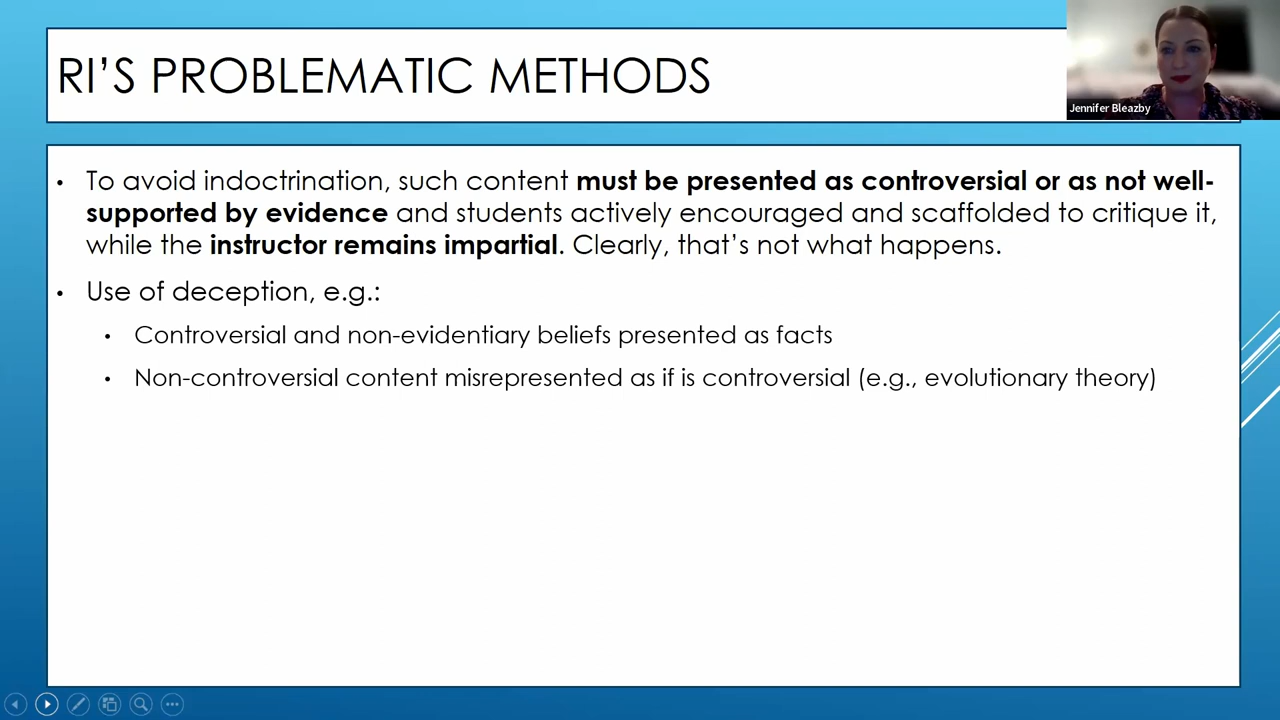 RI’S PROBLEMATIC METHODS
Jennifer Bleazby
• To avoid indoctrination, such content must be presented as controversial or as not well-
supported by evidence and students actively encouraged and scaffolded to critique it,
while the instructor remains impartial. Clearly, that’s not what happens.
• Use of deception, e.g.:
• Controversial and non-evidentiary beliefs presented as facts
• Non-controversial content misrepresented as if is controversial (e.g., evolutionary theory)